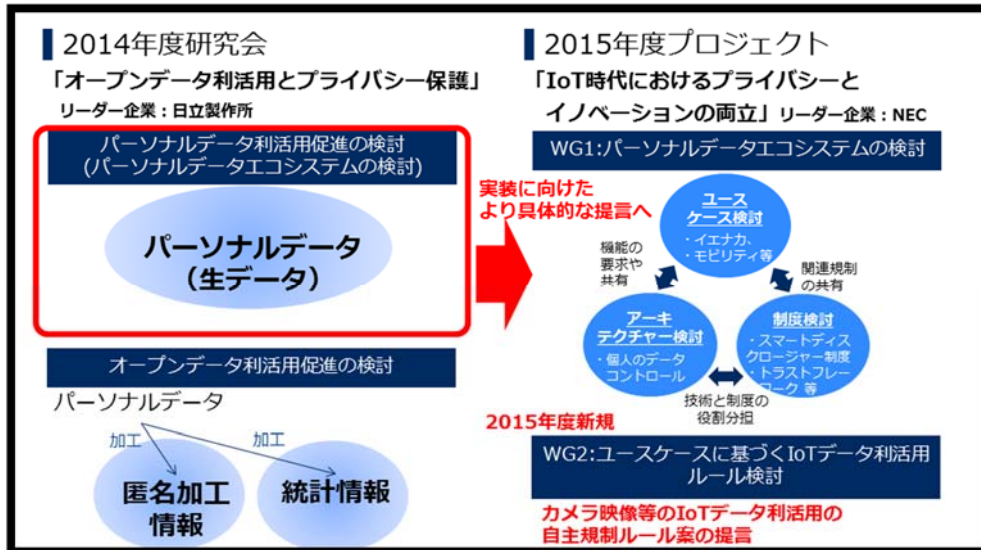 2014年度研究会
「オープンデータ利活用とプライバシー保護」
リーダー企業：日立製作所
パーソナルデータ利活用促進の検討
(パーソナルデータエコシステムの検討)
パーソナルデータ
（生データ）
オープンデータ利活用促進の検討
パーソナルデータ
加工
加工
匿名加工
情報
統計情報
実装に向けた
より具体的な提言へ
2015年度プロジェクト
「IoT時代におけるプライバシーと
イノベーションの両立」リーダー企業：NEC
WG1:パーソナルデータエコシステムの検討
ユース
ケース検討
・イエナカ、
・モビリティ等
機能の
要求や
共有
関連規制
の共有
アーキ
テクチャー検討
・個人のデータ
コントロール
制度検討
・スマートディス
クロージャー制度
・トラストフレー
ムワーク 等
技術と制度の
役割分担
2015年度新規
WG2:ユースケースに基づくIoTデータ利活用
ルール検討
カメラ映像等のIoTデータ利活用の
自主規制ルール案の提言